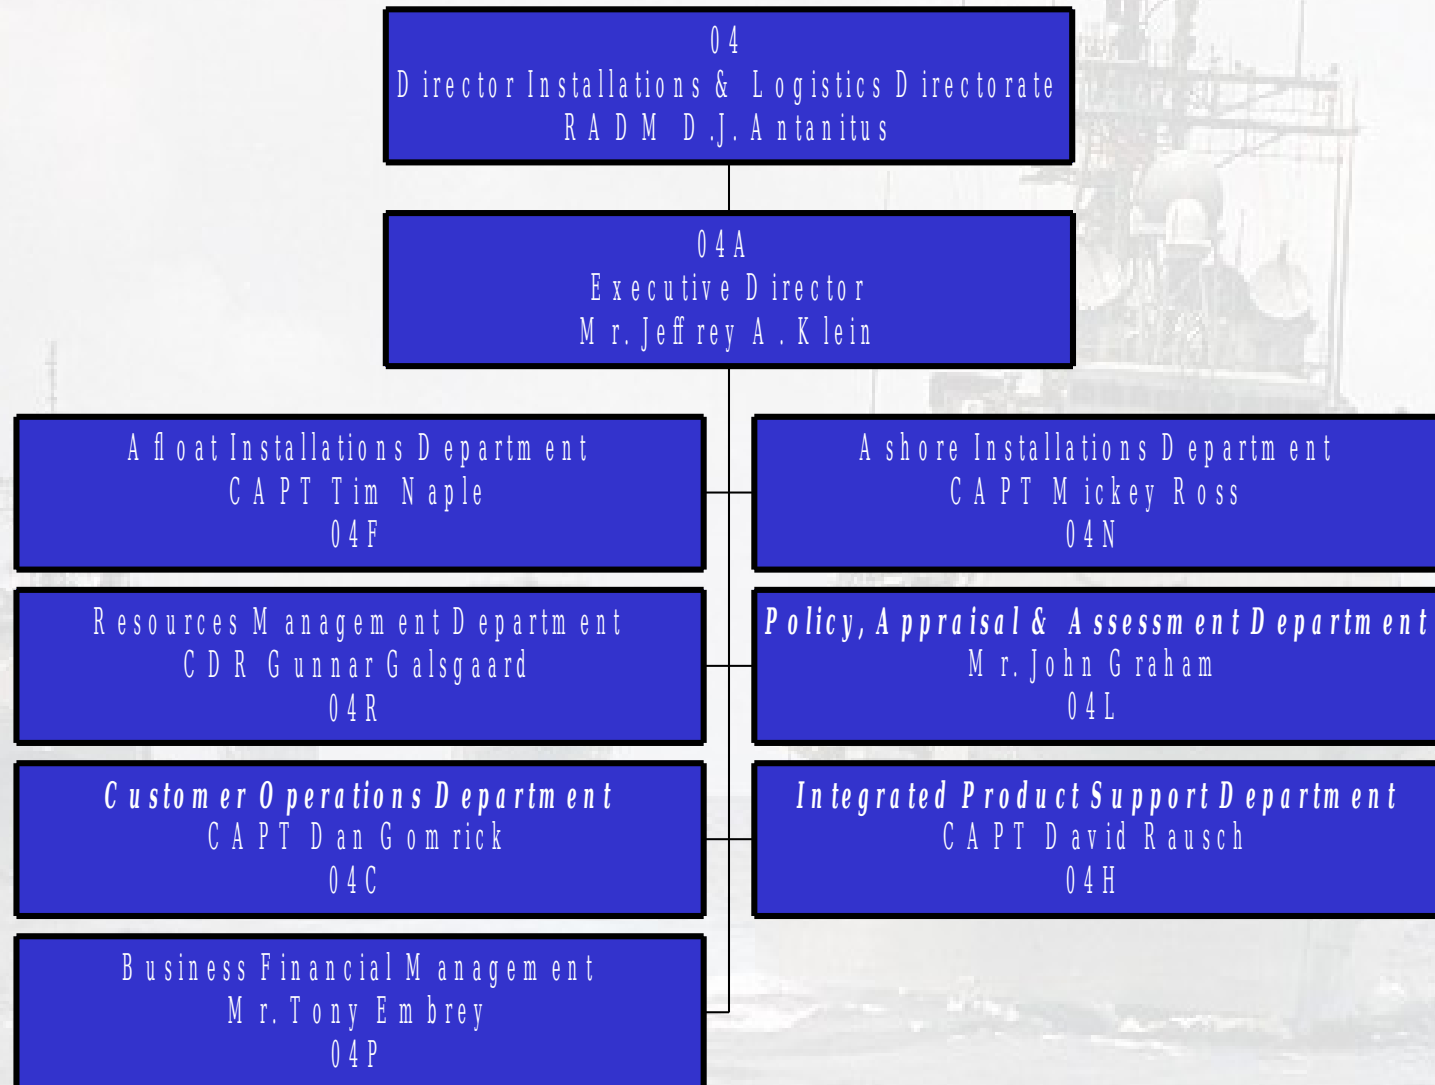 04
Director Installations & Logistics Directorate
RADM D.J. Antanitus
04A
Executive Director
Mr. Jeffrey A. Klein
Afloat Installations Department
CAPT Tim Naple
04F
Ashore Installations Department
CAPT Mickey Ross
04N
Resources Management Department
CDR Gunnar Galsgaard
04R
Policy, Appraisal & Assessment Department
Mr. John Graham
04L
Customer Operations Department
CAPT Dan Gomrick
04C
Integrated Product Support Department
CAPT David Rausch
04H
Business Financial Management
Mr. Tony Embrey
04P